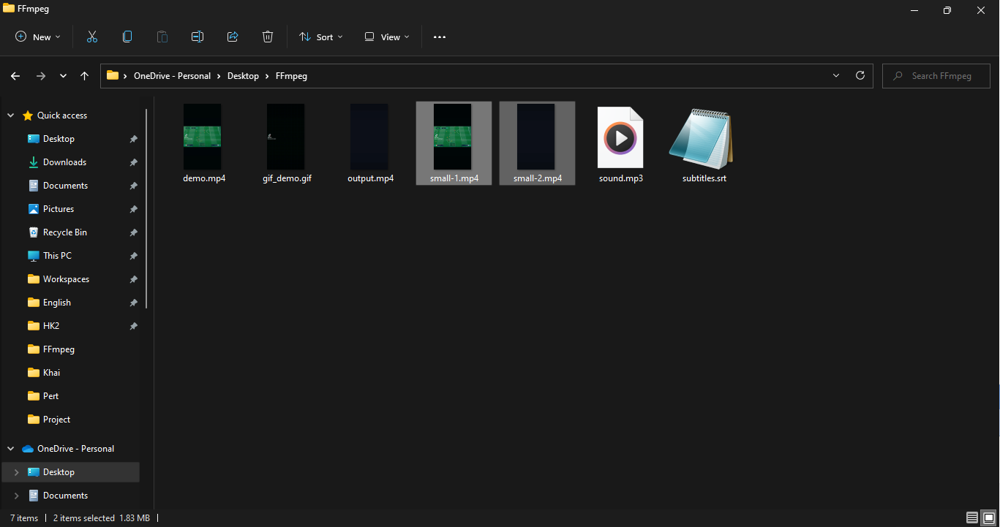 FFmpeg
New
Sort
View
OneDrive - Personal > Desktop > FFmpeg
Search FFmpeg
Quick access
Desktop
Downloads
Documents
Pictures
Recycle Bin
This PC
Workspaces
English
HK2
FFmpeg
Khai
Pert
Project
OneDrive - Personal
Desktop
Documents
demo.mp4 gif_demo.gif output.mp4 small-1.mp4 small-2.mp4 sound.mp3 subtitles.srt
7 items | 2 items selected 1.83 MB |